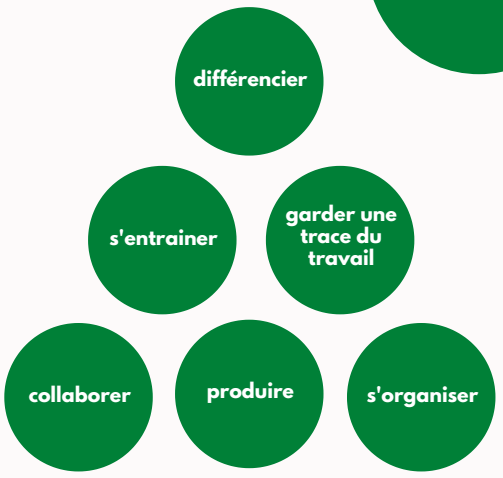 différencier
s'entrainer
garder une
trace du
travail
collaborer
produire
s'organiser